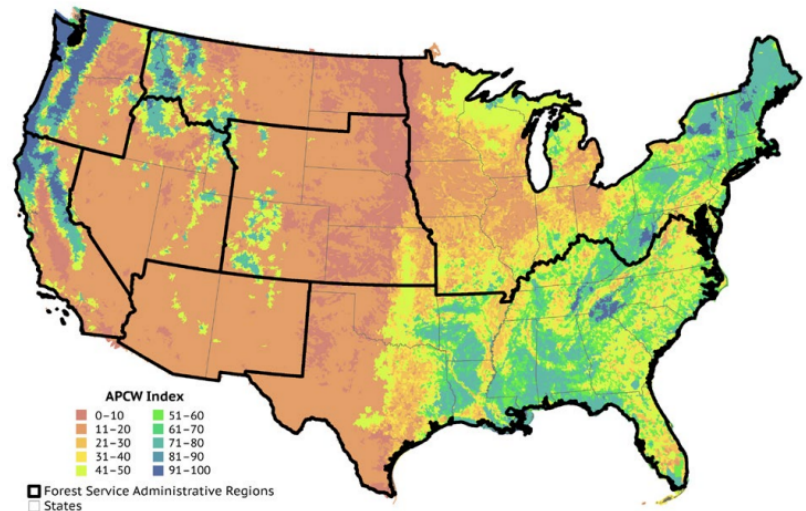 APCW Index
0–10 51–60
11–20 61–70
21–30 71–80
31–40 81–90
41–50 91–100
Forest Service Administrative Regions
States